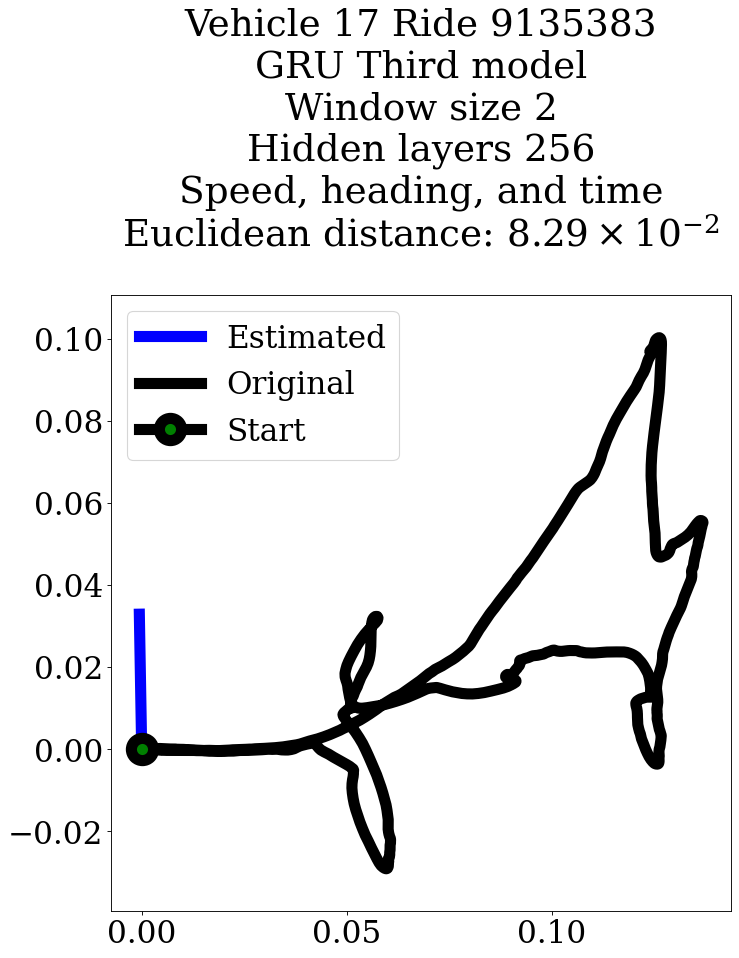 Vehicle 17 Ride 9135383
GRU Third model
Window size 2
Hidden layers 256
Speed, heading, and time
Euclidean distance: 8.29 × 10⁻²
Estimated
Original
Start
0.10
0.08
0.06
0.04
0.02
0.00
−0.02
0.00 0.05 0.10